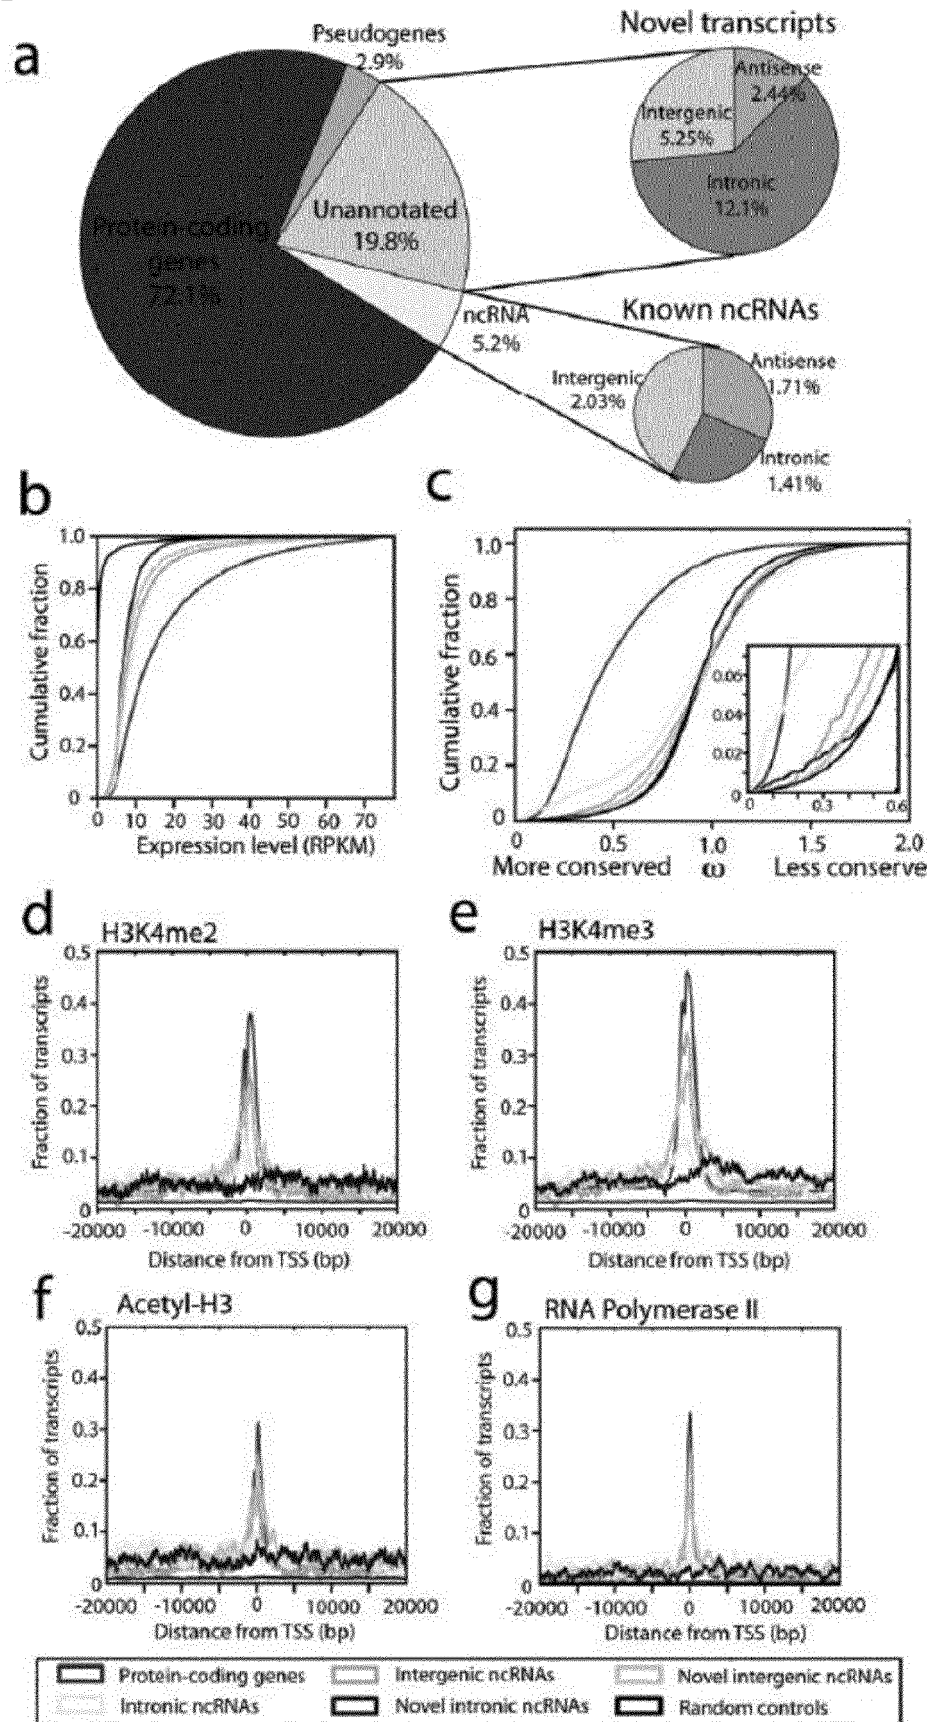 a
Pseudogenes
2.9%
Unannotated
19.8%
Protein-coding
genes
72.1%
ncRNA
5.2%
Novel transcripts
Antisense
2.44%
Intergenic
5.25%
Intronic
12.1%
Known ncRNAs
Antisense
1.71%
Intergenic
2.03%
Intronic
1.41%
b
Cumulative fraction
1.0
0.8
0.6
0.4
0.2
0
0 10 20 30 40 50 60 70
Expression level (RPKM)
c
Cumulative fraction
1.0
0.8
0.6
0.4
0.2
0
0.06
0.04
0.02
0
0 0.3 0.6
0 0.5 1.0 1.5 2.0
More conserved ω Less conserve
d
H3K4me2
Fraction of transcripts
0.5
0.4
0.3
0.2
0.1
0
-20000 -10000 0 10000 20000
Distance from TSS (bp)
e
H3K4me3
Fraction of transcripts
0.5
0.4
0.3
0.2
0.1
0
-20000 -10000 0 10000 20000
Distance from TSS (bp)
f
Acetyl-H3
Fraction of transcripts
0.5
0.4
0.3
0.2
0.1
0
-20000 -10000 0 10000 20000
Distance from TSS (bp)
g
RNA Polymerase II
Fraction of transcripts
0.5
0.4
0.3
0.2
0.1
0
-20000 -10000 0 10000 20000
Distance from TSS (bp)
Protein-coding genes Intergenic ncRNAs Novel intergenic ncRNAs
Intronic ncRNAs Novel intronic ncRNAs Random controls